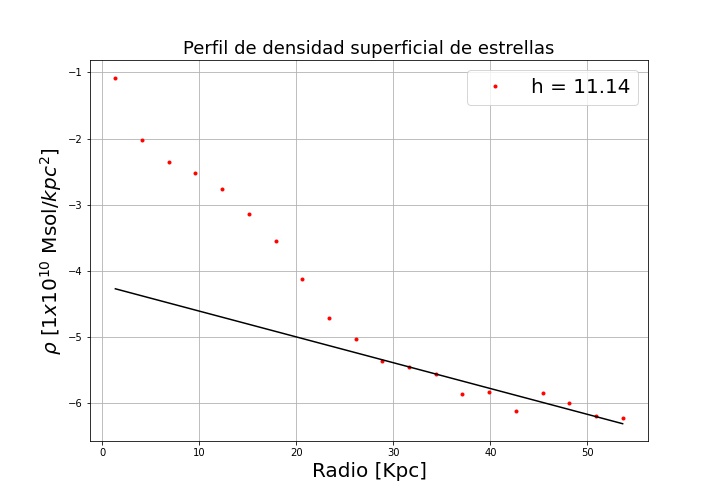 Perfil de densidad superficial de estrellas
h = 11.14
−1
−2
−3
−4
−5
−6
ρ [1x10¹⁰ Msol/kpc²]
0 10 20 30 40 50
Radio [Kpc]